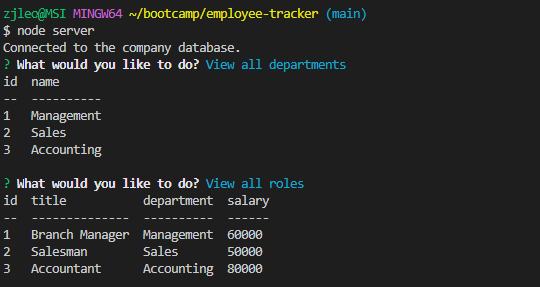 zjleo@MSI MINGW64 ~/bootcamp/employee-tracker (main)
$ node server
Connected to the company database.
? What would you like to do? View all departments
id  name
--  ----------
1   Management
2   Sales
3   Accounting
? What would you like to do? View all roles
id  title           department  salary
--  --------------  ----------  ------
1   Branch Manager  Management  60000
2   Salesman        Sales       50000
3   Accountant      Accounting  80000